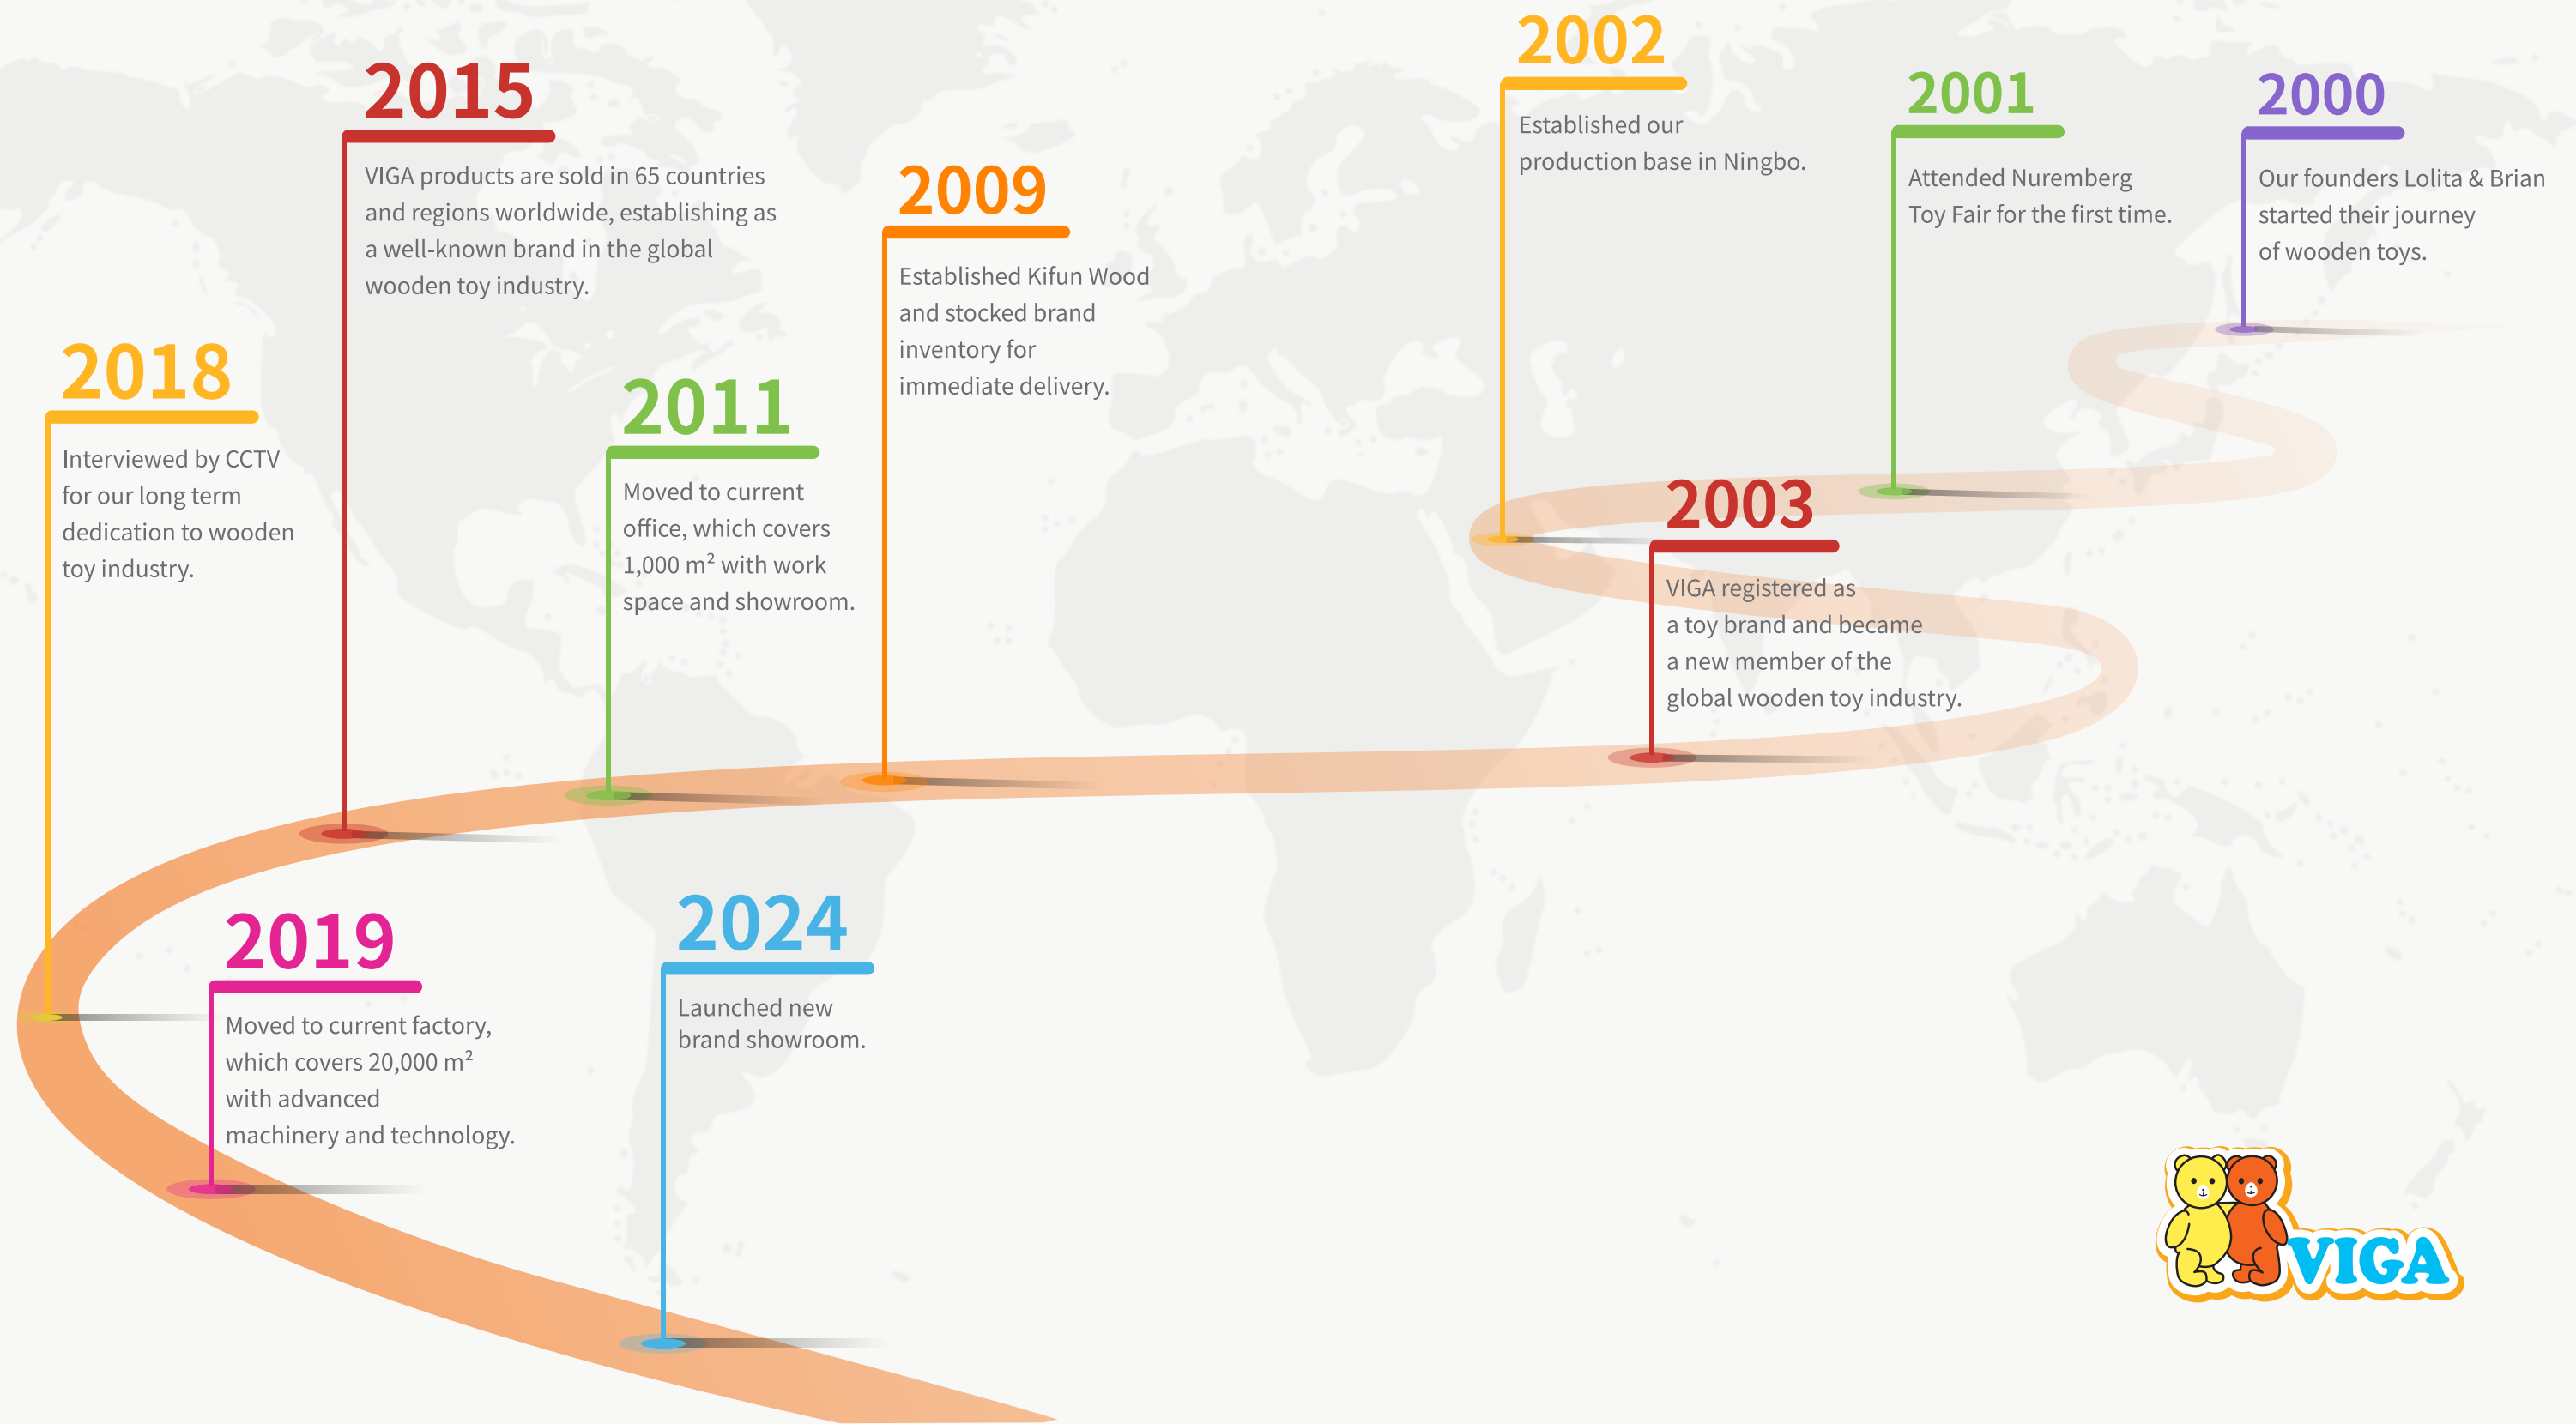 2000
Our founders Lolita & Brian
started their journey
of wooden toys.
2001
Attended Nuremberg
Toy Fair for the first time.
2002
Established our
production base in Ningbo.
2003
VIGA registered as
a toy brand and became
a new member of the
global wooden toy industry.
2009
Established Kifun Wood
and stocked brand
inventory for
immediate delivery.
2011
Moved to current
office, which covers
1,000 m² with work
space and showroom.
2015
VIGA products are sold in 65 countries
and regions worldwide, establishing as
a well-known brand in the global
wooden toy industry.
2018
Interviewed by CCTV
for our long term
dedication to wooden
toy industry.
2019
Moved to current factory,
which covers 20,000 m²
with advanced
machinery and technology.
2024
Launched new
brand showroom.
VIGA